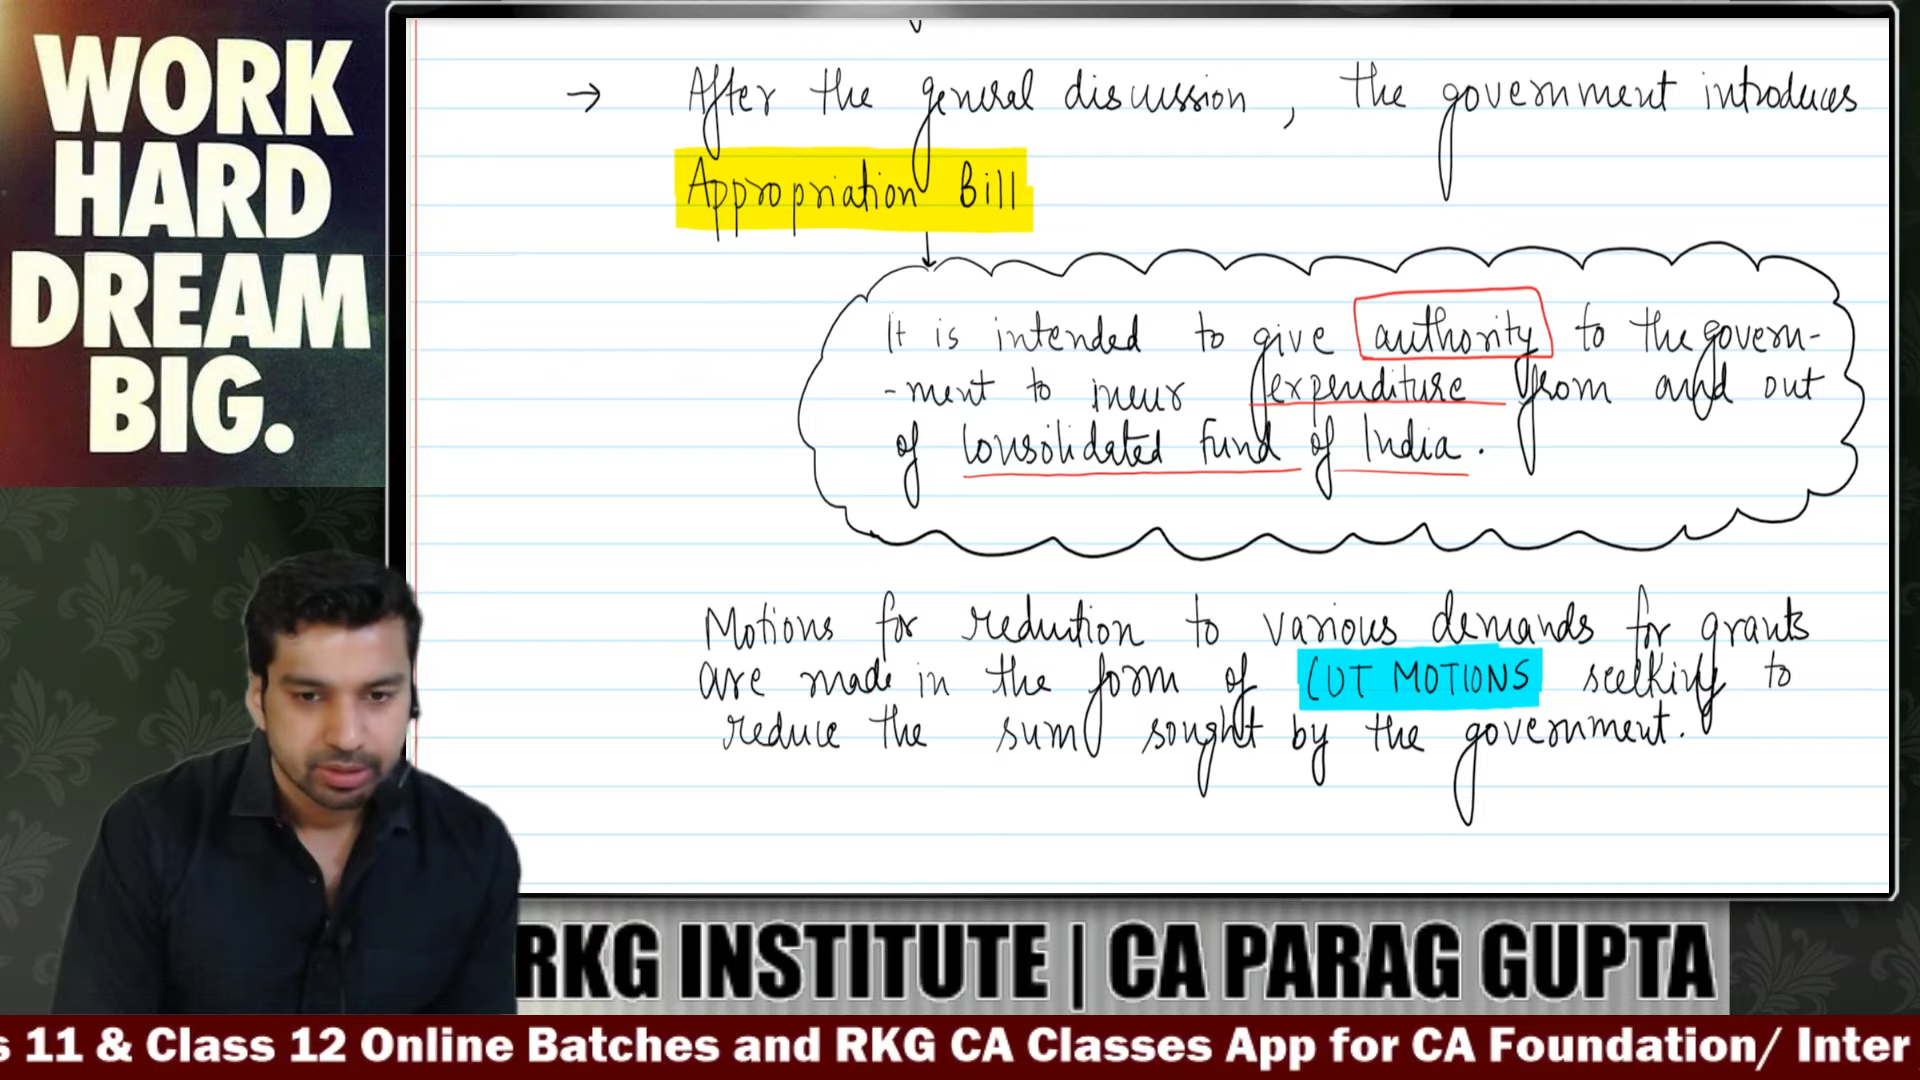 WORK
HARD
DREAM
BIG.
→ After the general discussion, the government introduces
Appropriation Bill
It is intended to give authority to the govern-
-ment to incur expenditure from and out
of Consolidated Fund of India.
Motions for reduction to various demands for grants
are made in the form of CUT MOTIONS seeking to
reduce the sum sought by the government.
RKG INSTITUTE | CA PARAG GUPTA
s 11 & Class 12 Online Batches and RKG CA Classes App for CA Foundation/ Inter